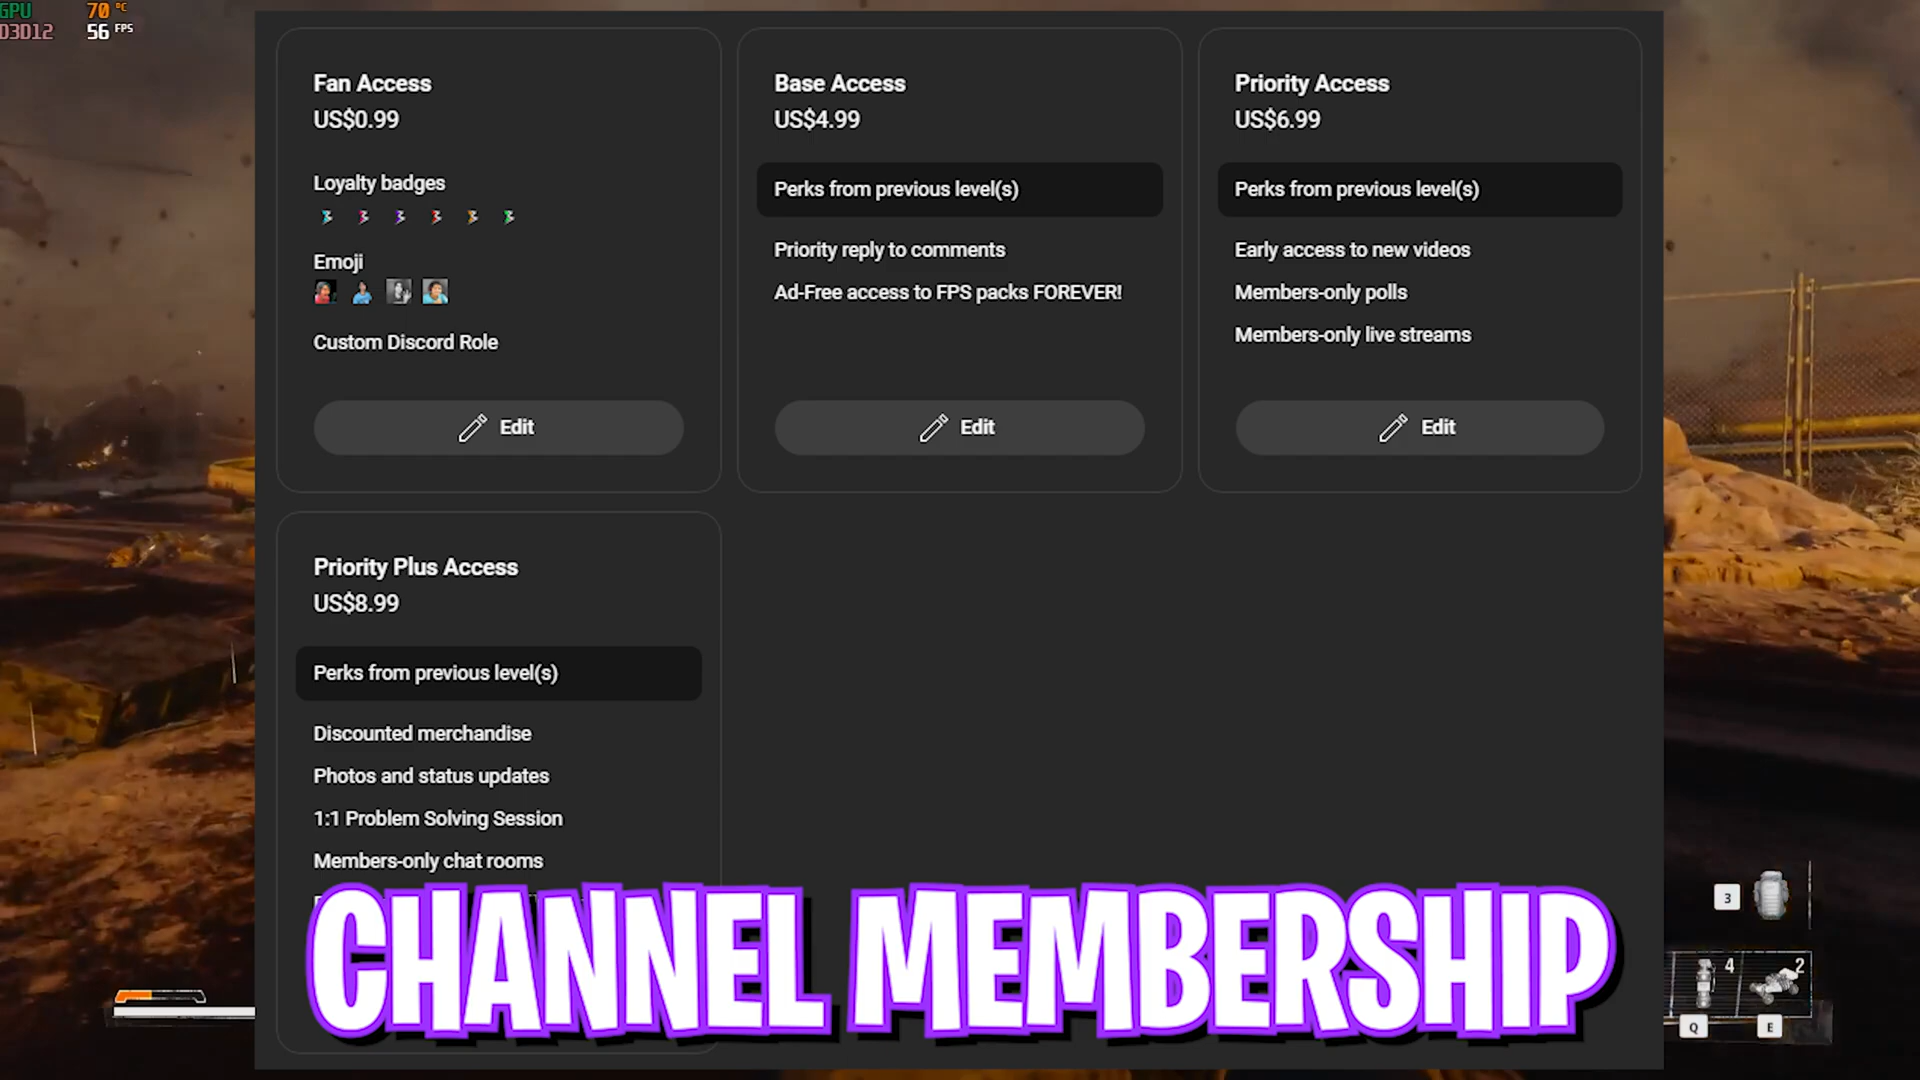 GPU 70 °C
D3D12 56 FPS
Fan Access
US$0.99
Loyalty badges
Emoji
Custom Discord Role
Edit
Base Access
US$4.99
Perks from previous level(s)
Priority reply to comments
Ad-Free access to FPS packs FOREVER!
Edit
Priority Access
US$6.99
Perks from previous level(s)
Early access to new videos
Members-only polls
Members-only live streams
Edit
Priority Plus Access
US$8.99
Perks from previous level(s)
Discounted merchandise
Photos and status updates
1:1 Problem Solving Session
Members-only chat rooms
CHANNEL MEMBERSHIP
3
4 2
Q E